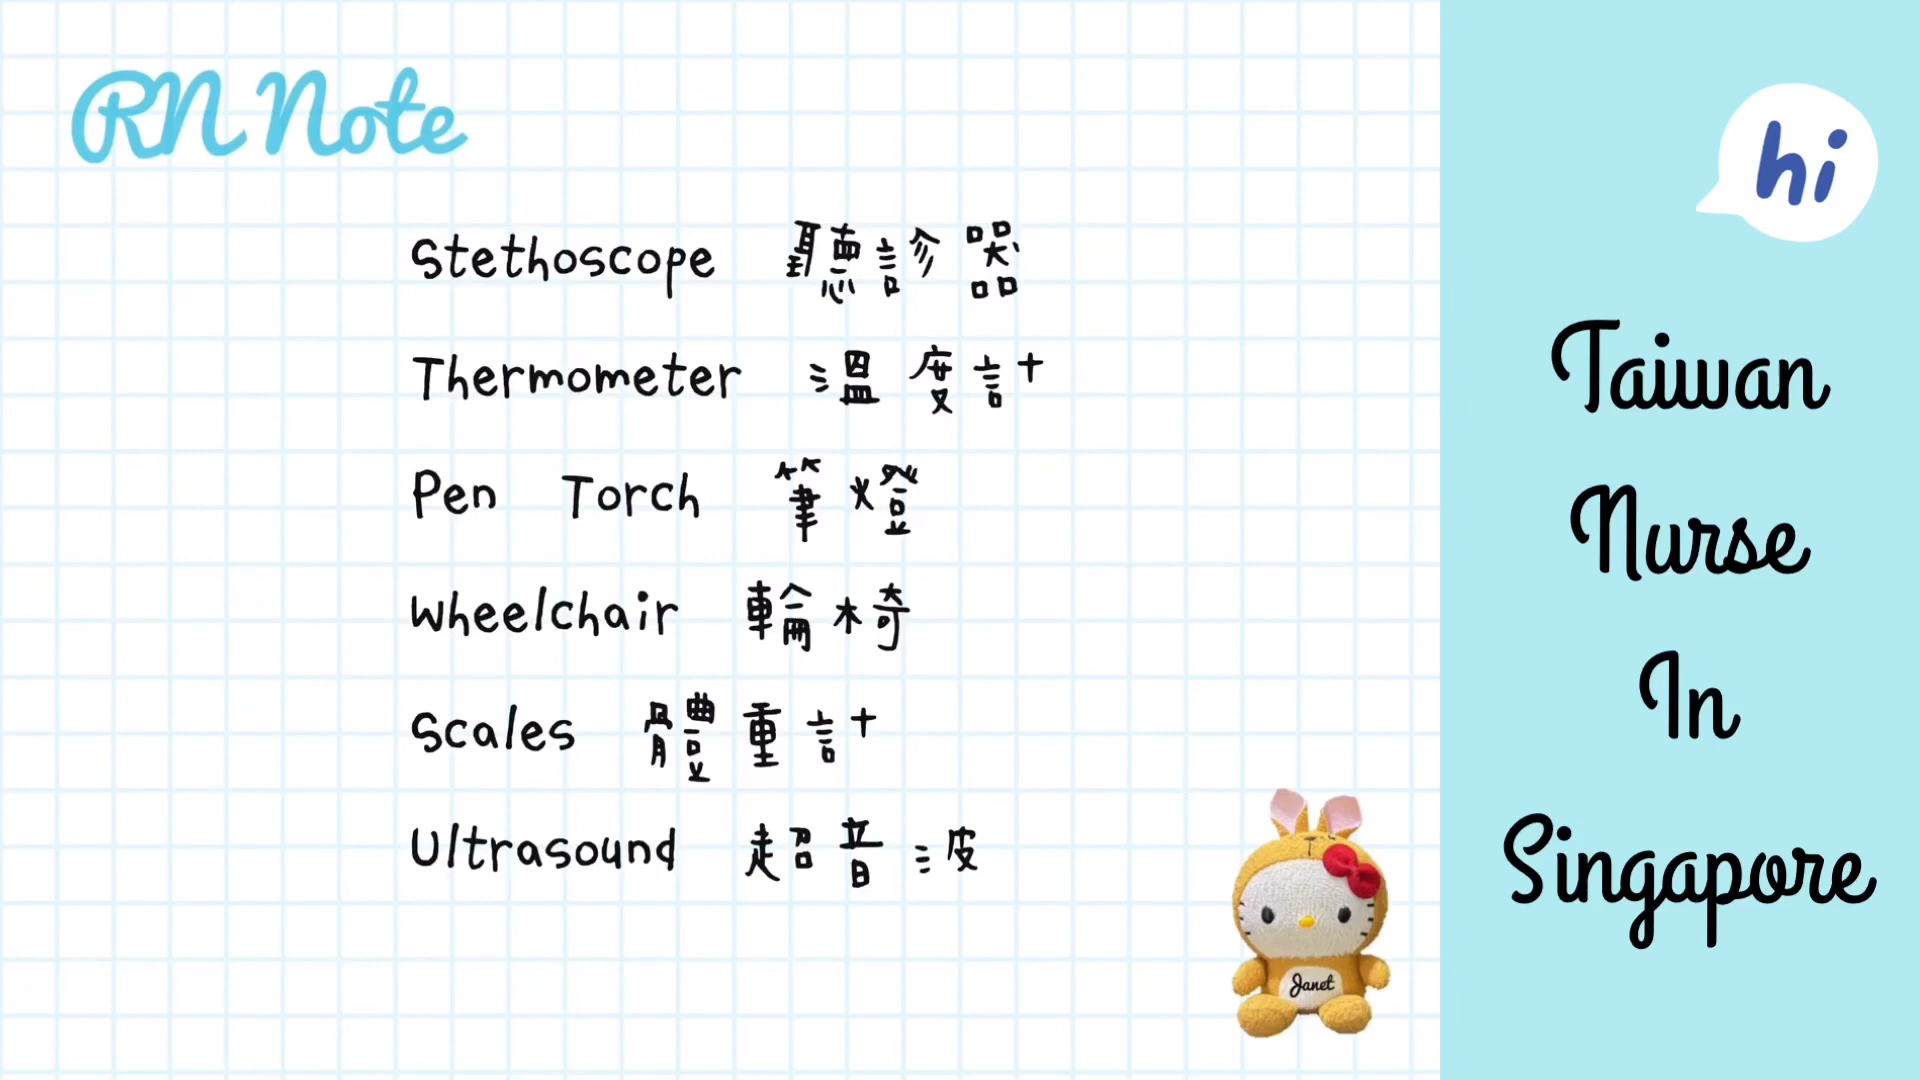 RN Note
Stethoscope 聽診器
Thermometer 溫度計
Pen Torch 筆燈
Wheelchair 輪椅
Scales 體重計
Ultrasound 超音波
hi
Taiwan
Nurse
In
Singapore
Janet